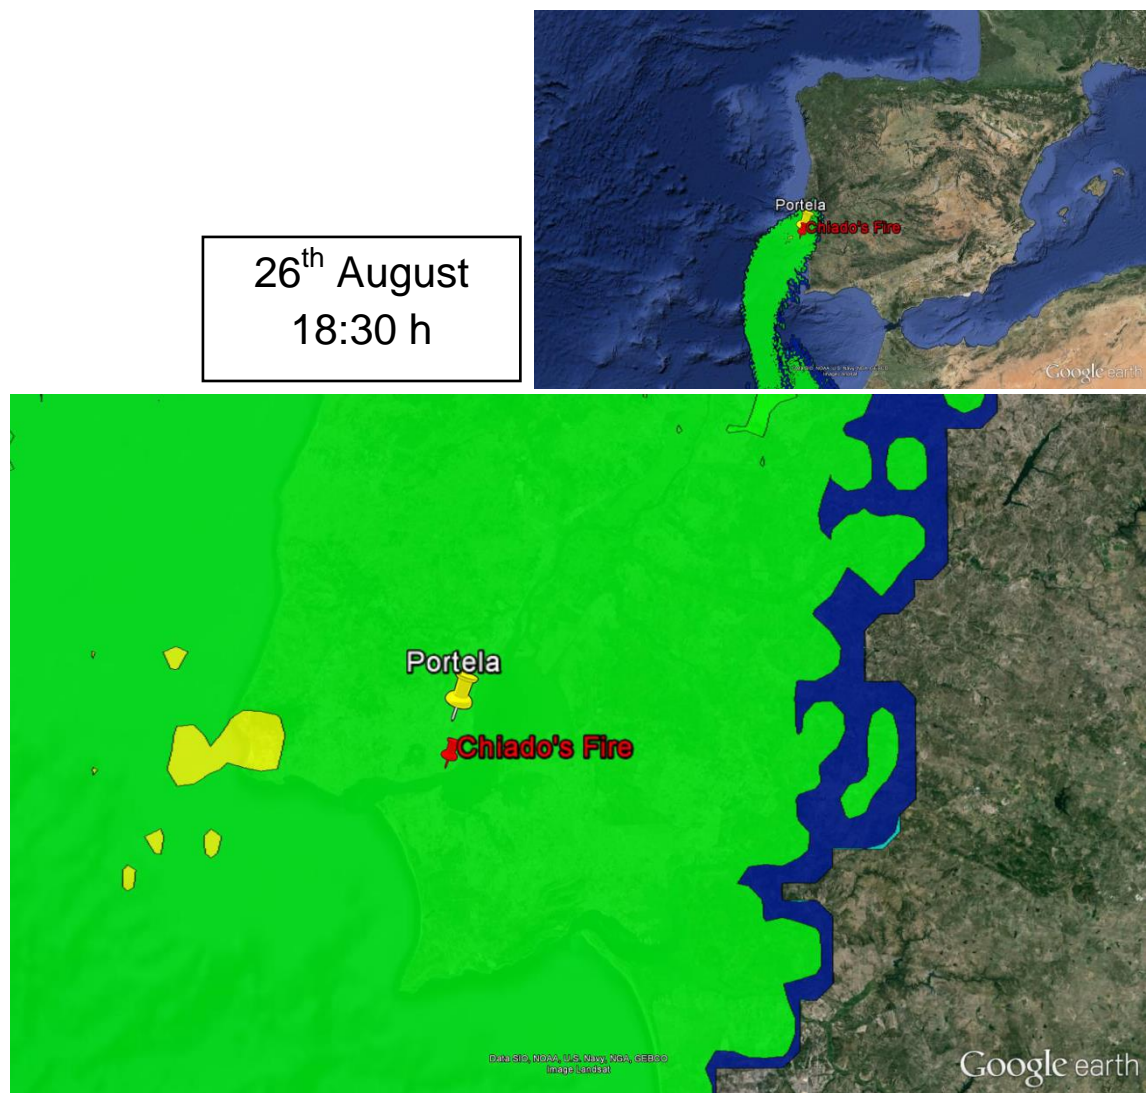 Portela
Chiado's Fire
26th August
18:30 h
Google earth
Portela
Chiado's Fire
Data SIO, NOAA, U.S. Navy, NGA, GEBCO
Image Landsat
Google earth